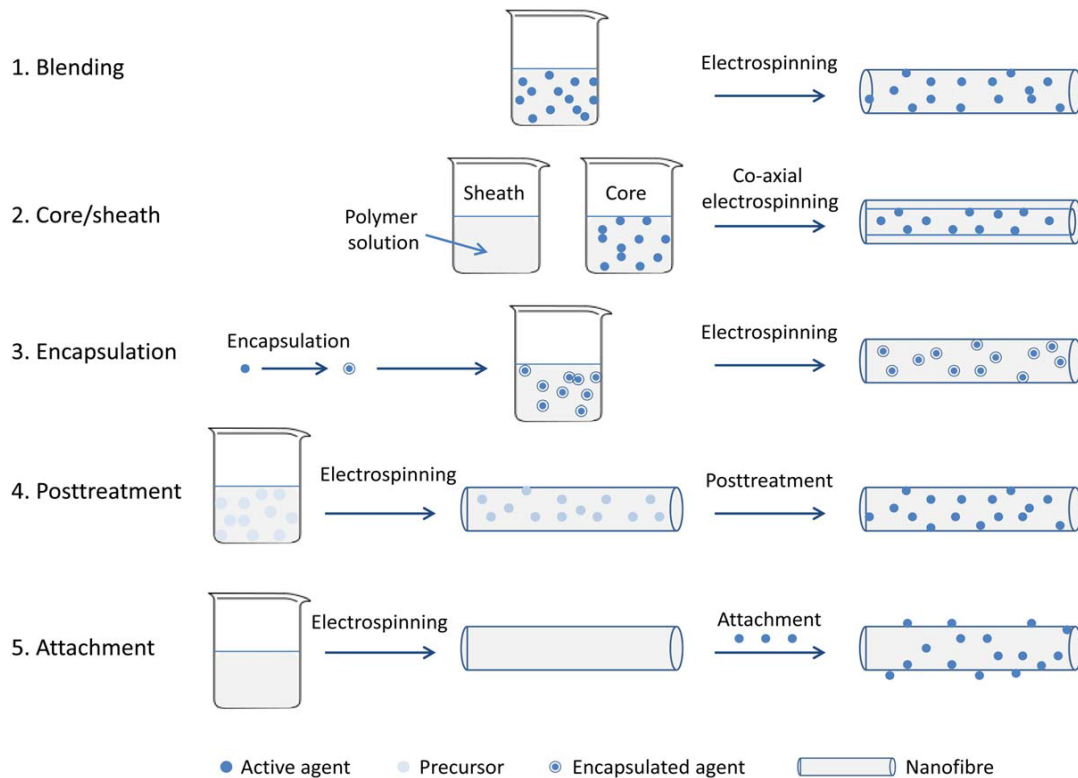 1. Blending
Electrospinning
2. Core/sheath
Polymer
solution
Sheath
Core
Co-axial
electrospinning
3. Encapsulation
Encapsulation
Electrospinning
4. Posttreatment
Electrospinning
Posttreatment
5. Attachment
Electrospinning
Attachment
Active agent
Precursor
Encapsulated agent
Nanofibre